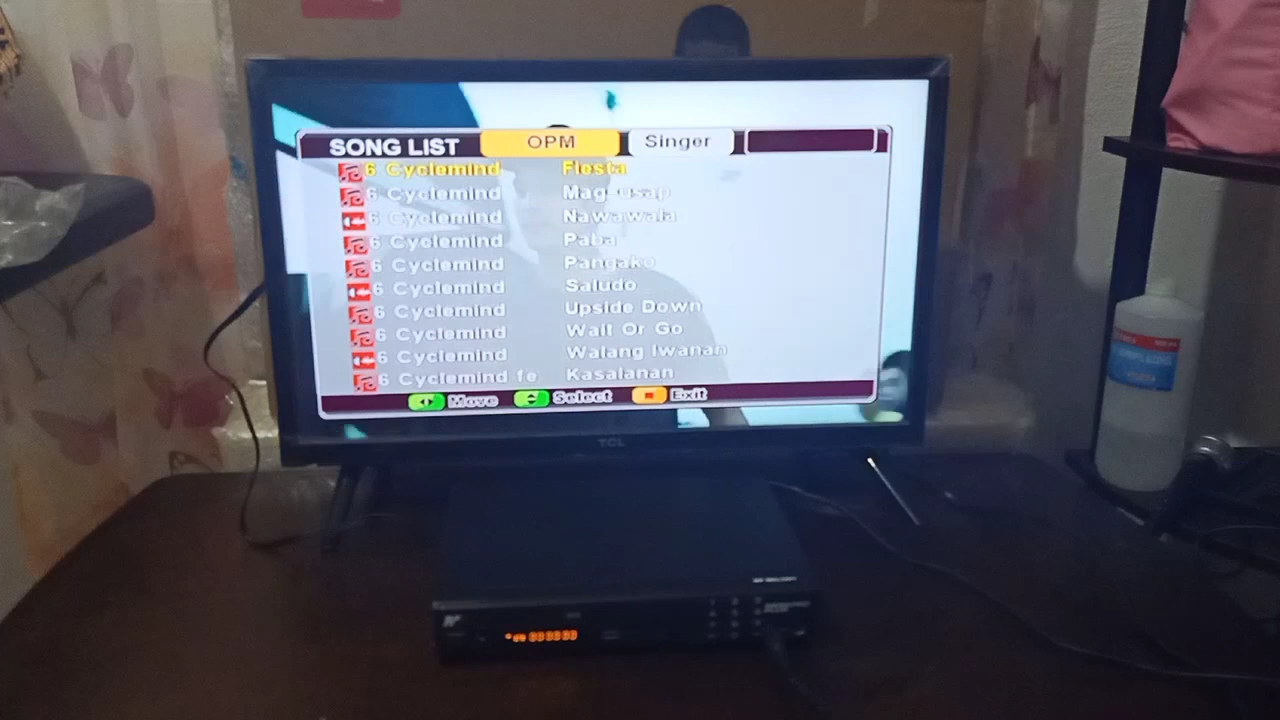 SONG LIST OPM Singer
6 Cyclemind Fiesta
6 Cyclemind Mag-usap
6 Cyclemind Nawawala
6 Cyclemind Paba
6 Cyclemind Pangako
6 Cyclemind Saludo
6 Cyclemind Upside Down
6 Cyclemind Wait Or Go
6 Cyclemind Walang Iwanan
6 Cyclemind fe Kasalanan
Move Select Exit
TCL